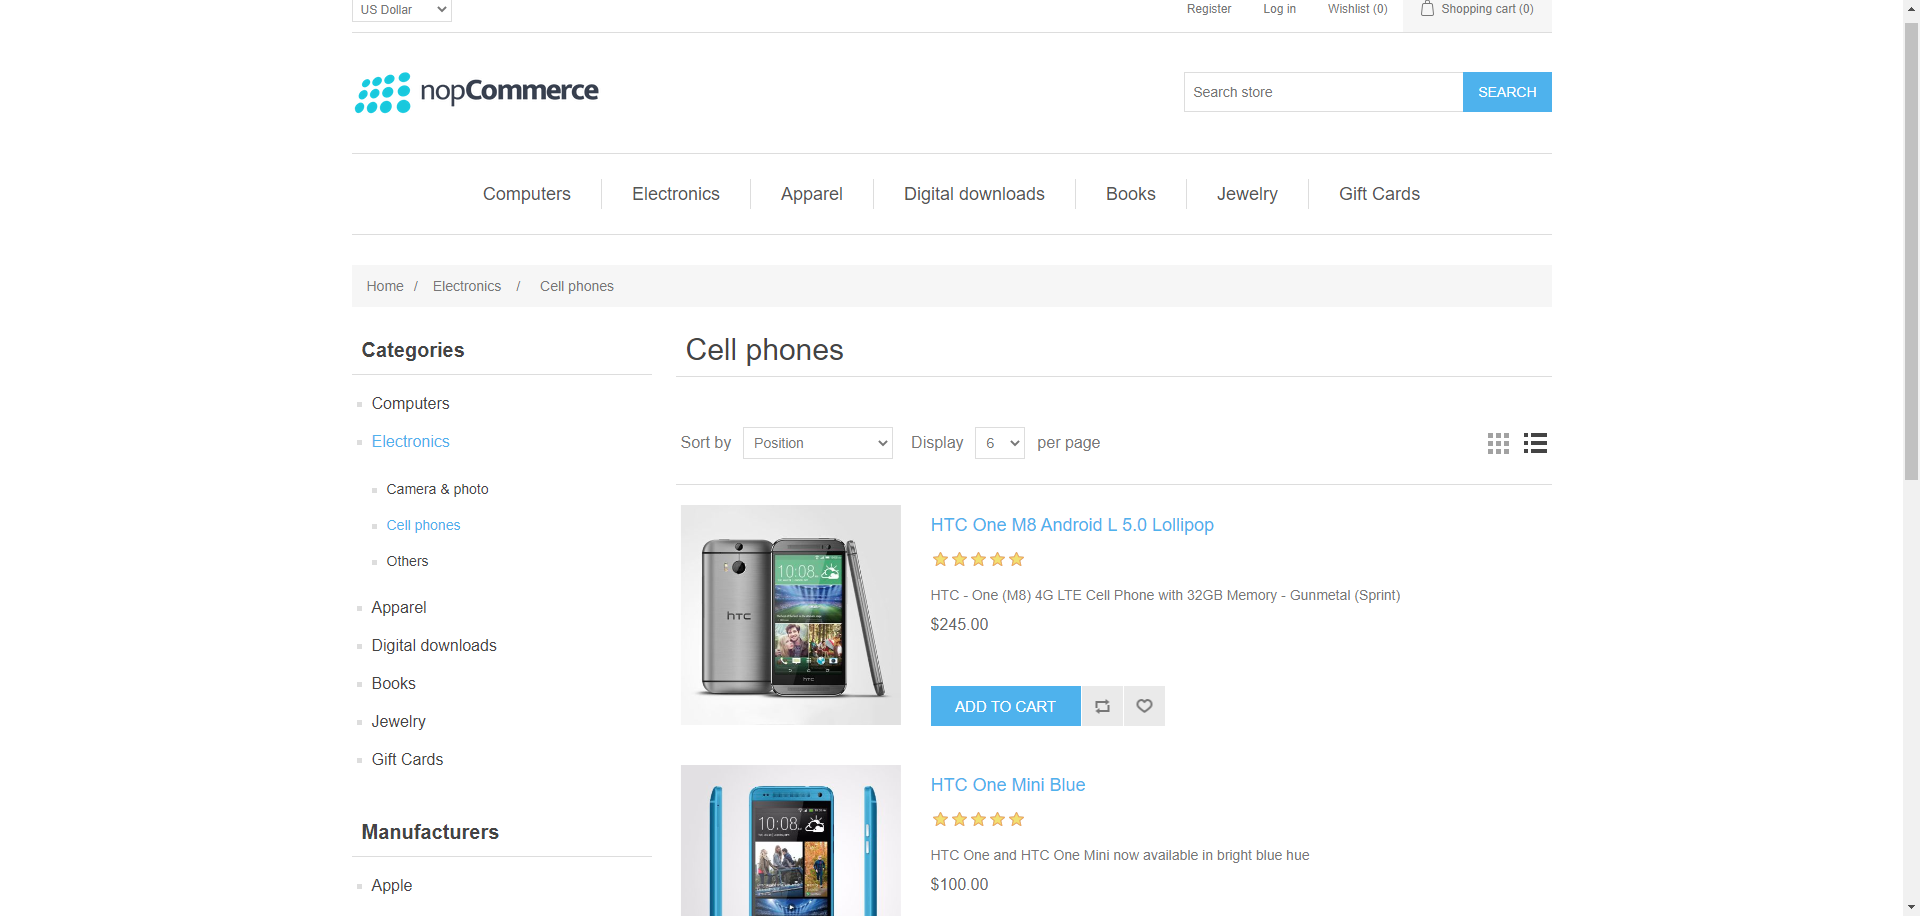 US Dollar
Register
Log in
Wishlist (0)
Shopping cart (0)
nopCommerce
Search store
SEARCH
Computers
Electronics
Apparel
Digital downloads
Books
Jewelry
Gift Cards
Home / Electronics / Cell phones
Categories
Computers
Electronics
Camera & photo
Cell phones
Others
Apparel
Digital downloads
Books
Jewelry
Gift Cards
Manufacturers
Apple
Cell phones
Sort by Position Display 6 per page
10:08
hTC
hTC
HTC One M8 Android L 5.0 Lollipop
HTC - One (M8) 4G LTE Cell Phone with 32GB Memory - Gunmetal (Sprint)
$245.00
ADD TO CART
10:08
HTC One Mini Blue
HTC One and HTC One Mini now available in bright blue hue
$100.00